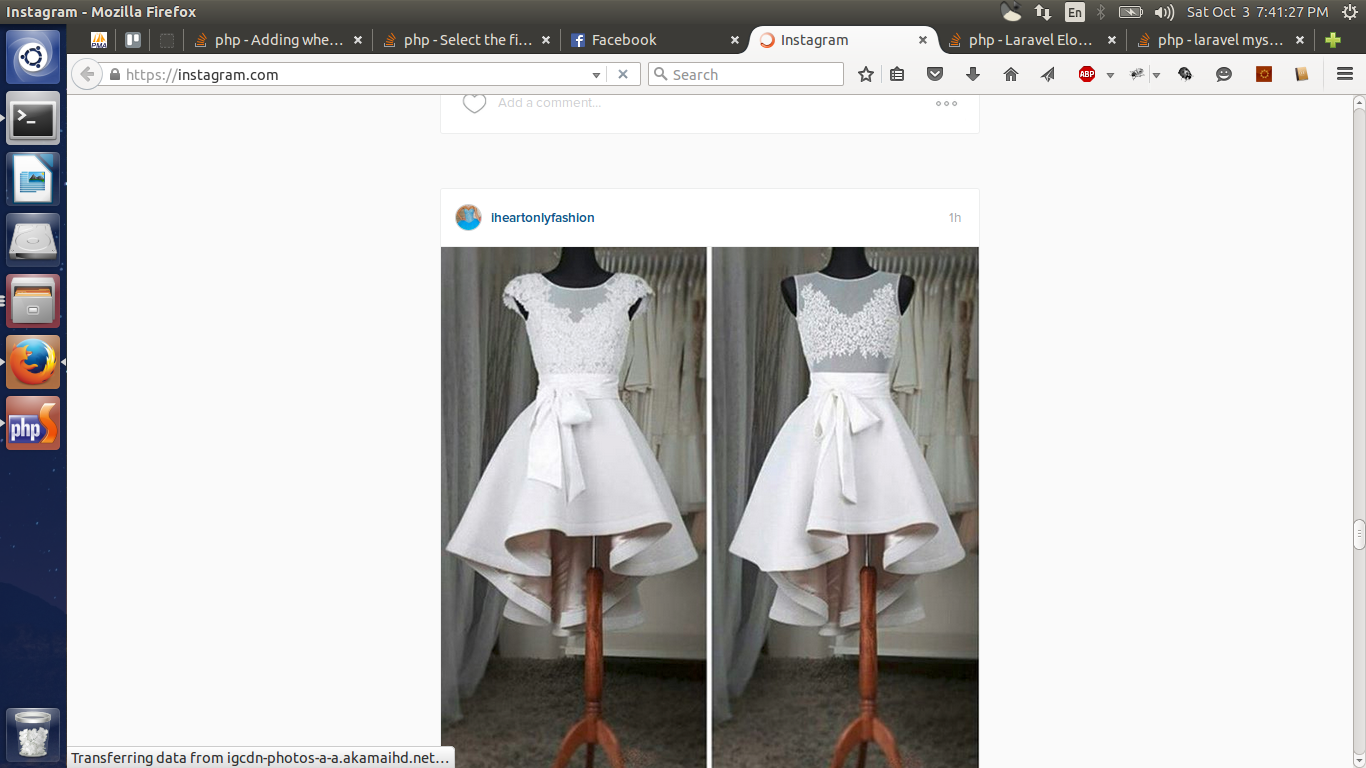 Instagram - Mozilla Firefox
En
Sat Oct 3 7:41:27 PM
PMA
php - Adding whe...
php - Select the fi...
Facebook
Instagram
php - Laravel Elo...
php - laravel mys...
https://instagram.com
Search
ABP
Add a comment...
lheartonlyfashion
1h
php
Transferring data from igcdn-photos-a-a.akamaihd.net...